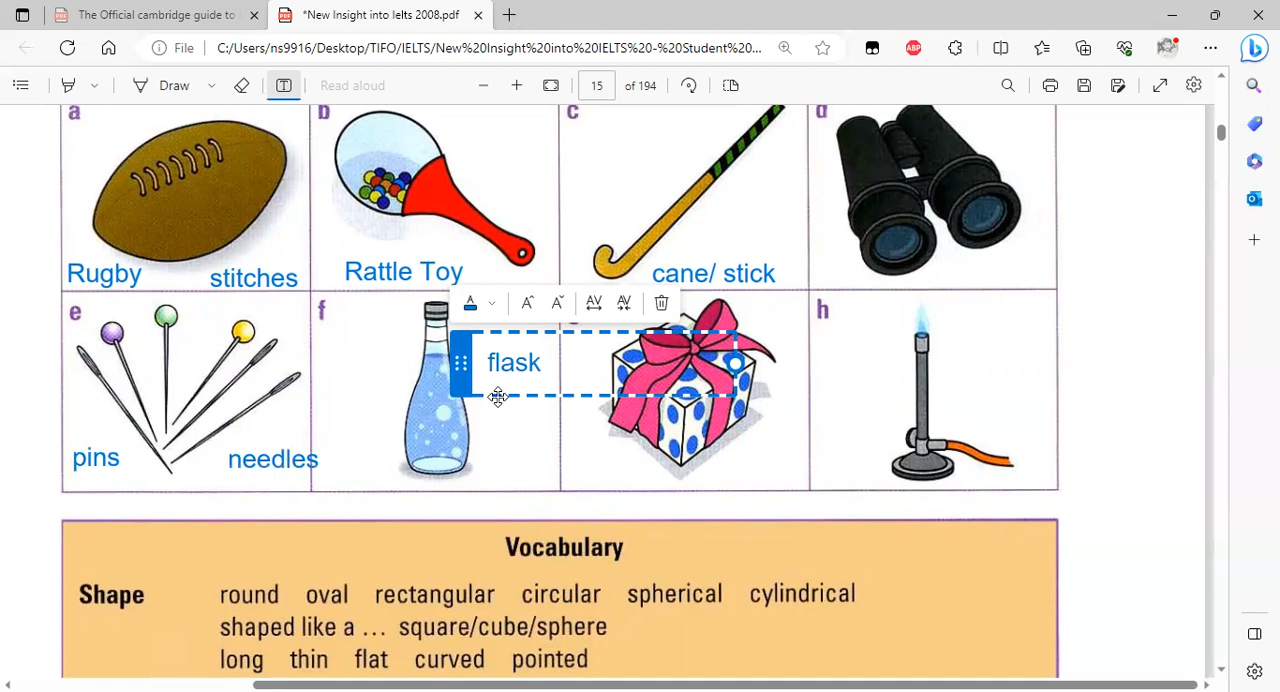 The Official cambridge guide to
*New Insight into Ielts 2008.pdf
File
C:/Users/ns9916/Desktop/TIFO/IELTS/New%20Insight%20into%20IELTS%20-%20Student%20...
ABP
Draw
Read aloud
15 of 194
a b c d
Rugby stitches Rattle Toy cane/ stick
e f h
flask
pins needles
Vocabulary
Shape round oval rectangular circular spherical cylindrical
shaped like a ... square/cube/sphere
long thin flat curved pointed